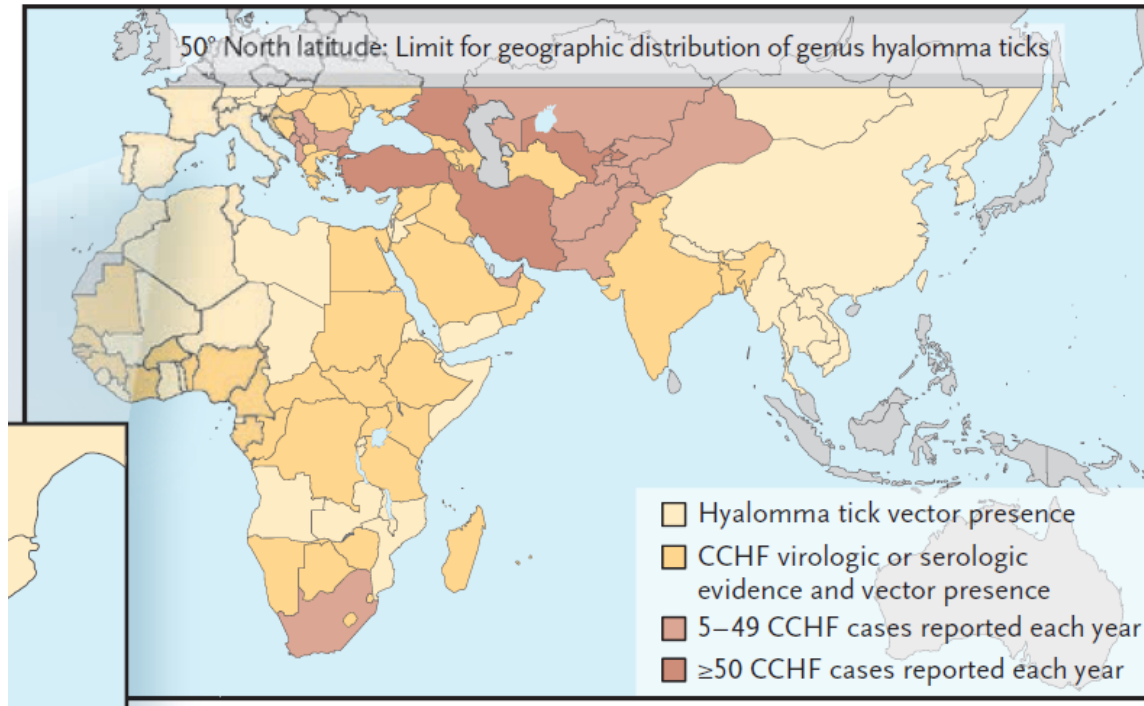 50° North latitude: Limit for geographic distribution of genus hyalomma ticks
Hyalomma tick vector presence
CCHF virologic or serologic
evidence and vector presence
5–49 CCHF cases reported each year
≥50 CCHF cases reported each year